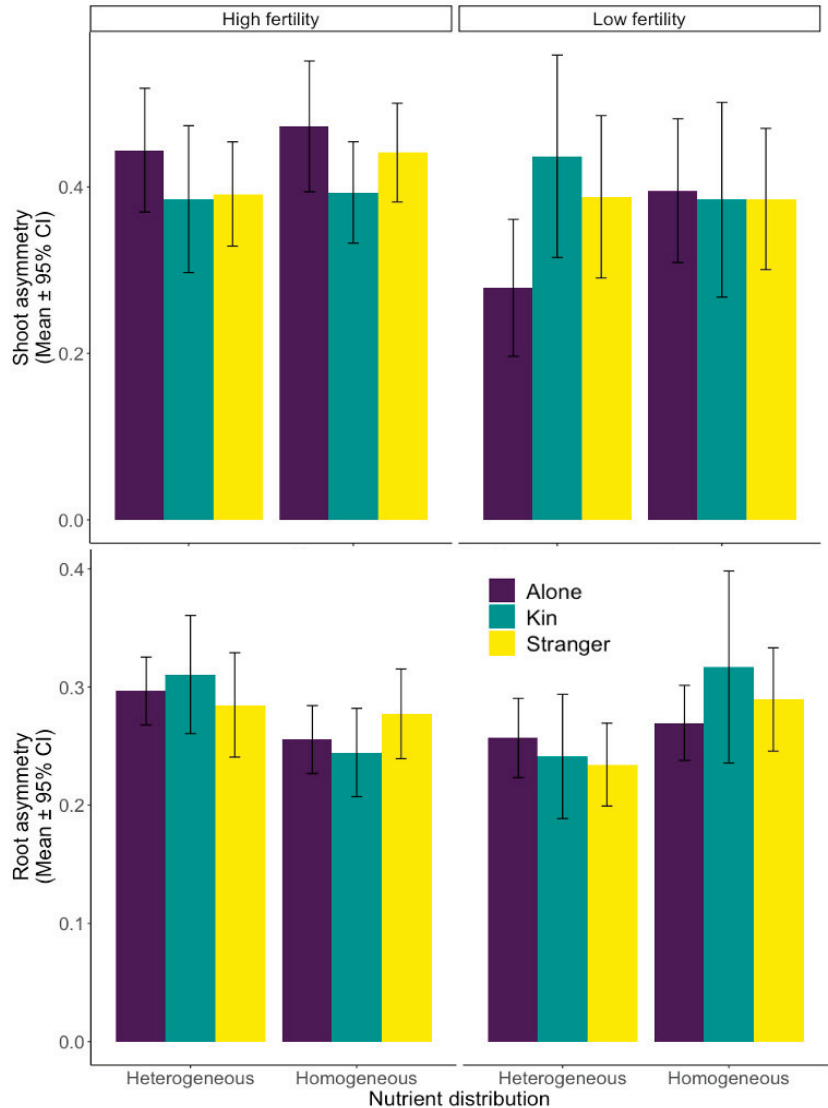 High fertility
Low fertility
Shoot asymmetry
(Mean ± 95% CI)
0.4
0.2
0.0
Root asymmetry
(Mean ± 95% CI)
0.4
0.3
0.2
0.1
0.0
Alone
Kin
Stranger
Heterogeneous
Homogeneous
Heterogeneous
Homogeneous
Nutrient distribution